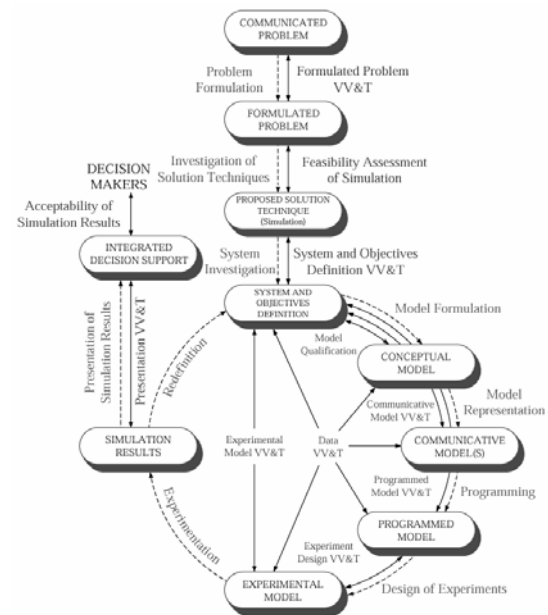 COMMUNICATED
PROBLEM
Problem
Formulation
Formulated Problem
VV&T
FORMULATED
PROBLEM
Investigation of
Solution Techniques
Feasibility Assessment
of Simulation
DECISION
MAKERS
PROPOSED SOLUTION
TECHNIQUE
(Simulation)
Acceptability of
Simulation Results
INTEGRATED
DECISION SUPPORT
System
Investigation
System and Objectives
Definition VV&T
SYSTEM AND
OBJECTIVES
DEFINITION
Model Formulation
Model
Qualification
CONCEPTUAL
MODEL
Presentation of
Simulation Results
Presentation VV&T
Redefinition
Model
Representation
Communicative
Model VV&T
SIMULATION
RESULTS
Experimental
Model VV&T
Data
VV&T
COMMUNICATIVE
MODEL(S)
Programmed
Model VV&T
Programming
Experimentation
PROGRAMMED
MODEL
Experiment
Design VV&T
EXPERIMENTAL
MODEL
Design of Experiments